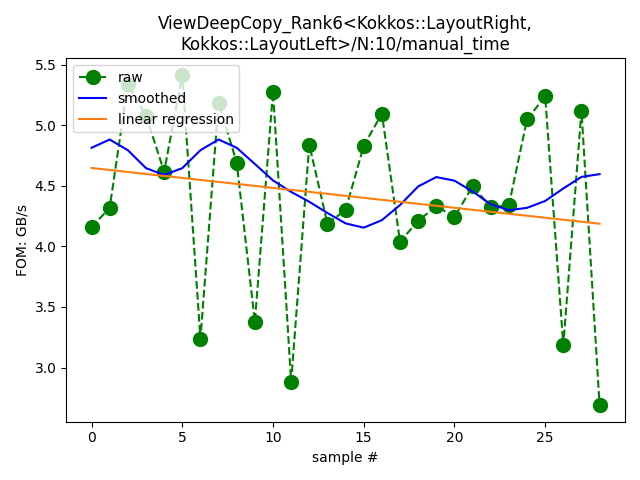 ViewDeepCopy_Rank6<Kokkos::LayoutRight,
Kokkos::LayoutLeft>/N:10/manual_time
raw
smoothed
linear regression
FOM: GB/s
5.5
5.0
4.5
4.0
3.5
3.0
0 5 10 15 20 25
sample #